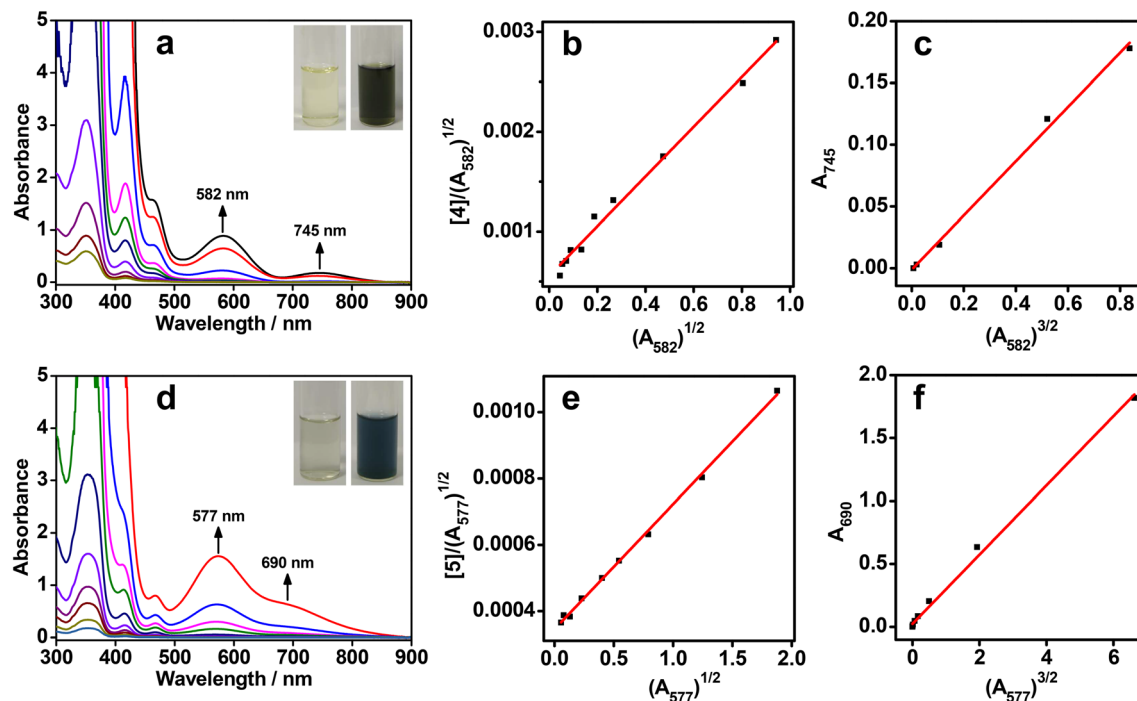 a
5
4
3
2
1
0
Absorbance
582 nm
745 nm
300 400 500 600 700 800 900
Wavelength / nm
b
0.003
0.002
0.001
[4]/(A582)1/2
0.0 0.2 0.4 0.6 0.8 1.0
(A582)1/2
c
0.20
0.15
0.10
0.05
0.00
A745
0.0 0.2 0.4 0.6 0.8
(A582)3/2
d
5
4
3
2
1
0
Absorbance
577 nm
690 nm
300 400 500 600 700 800 900
Wavelength / nm
e
0.0010
0.0008
0.0006
0.0004
[5]/(A577)1/2
0.0 0.5 1.0 1.5 2.0
(A577)1/2
f
2.0
1.5
1.0
0.5
0.0
A690
0 2 4 6
(A577)3/2